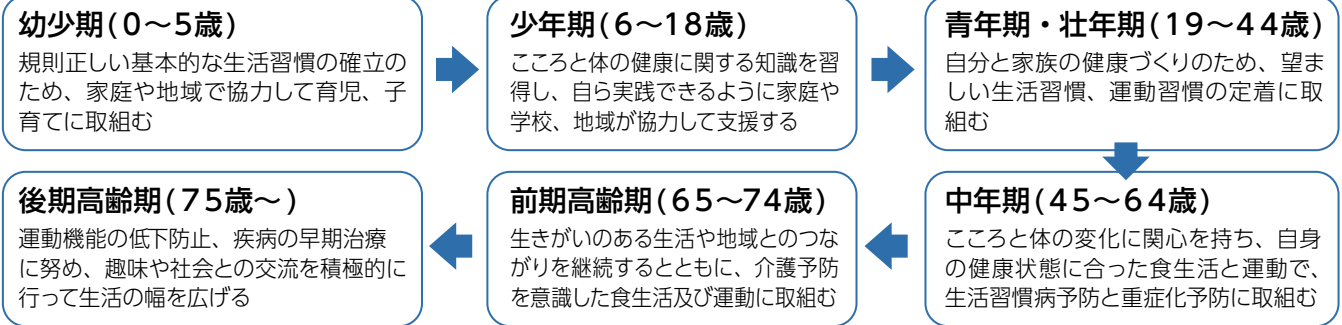 幼少期(0～5歳)
規則正しい基本的な生活習慣の確立の
ため、家庭や地域で協力して育児、子
育てに取組む
少年期(6～18歳)
こころと体の健康に関する知識を習
得し、自ら実践できるように家庭や
学校、地域が協力して支援する
青年期・壮年期(19～44歳)
自分と家族の健康づくりのため、望ま
しい生活習慣、運動習慣の定着に取
組む
中年期(45～64歳)
こころと体の変化に関心を持ち、自身
の健康状態に合った食生活と運動で、
生活習慣病予防と重症化予防に取組む
前期高齢期(65～74歳)
生きがいのある生活や地域とのつな
がりを継続するとともに、介護予防
を意識した食生活及び運動に取組む
後期高齢期(75歳～)
運動機能の低下防止、疾病の早期治療
に努め、趣味や社会との交流を積極的に
行って生活の幅を広げる